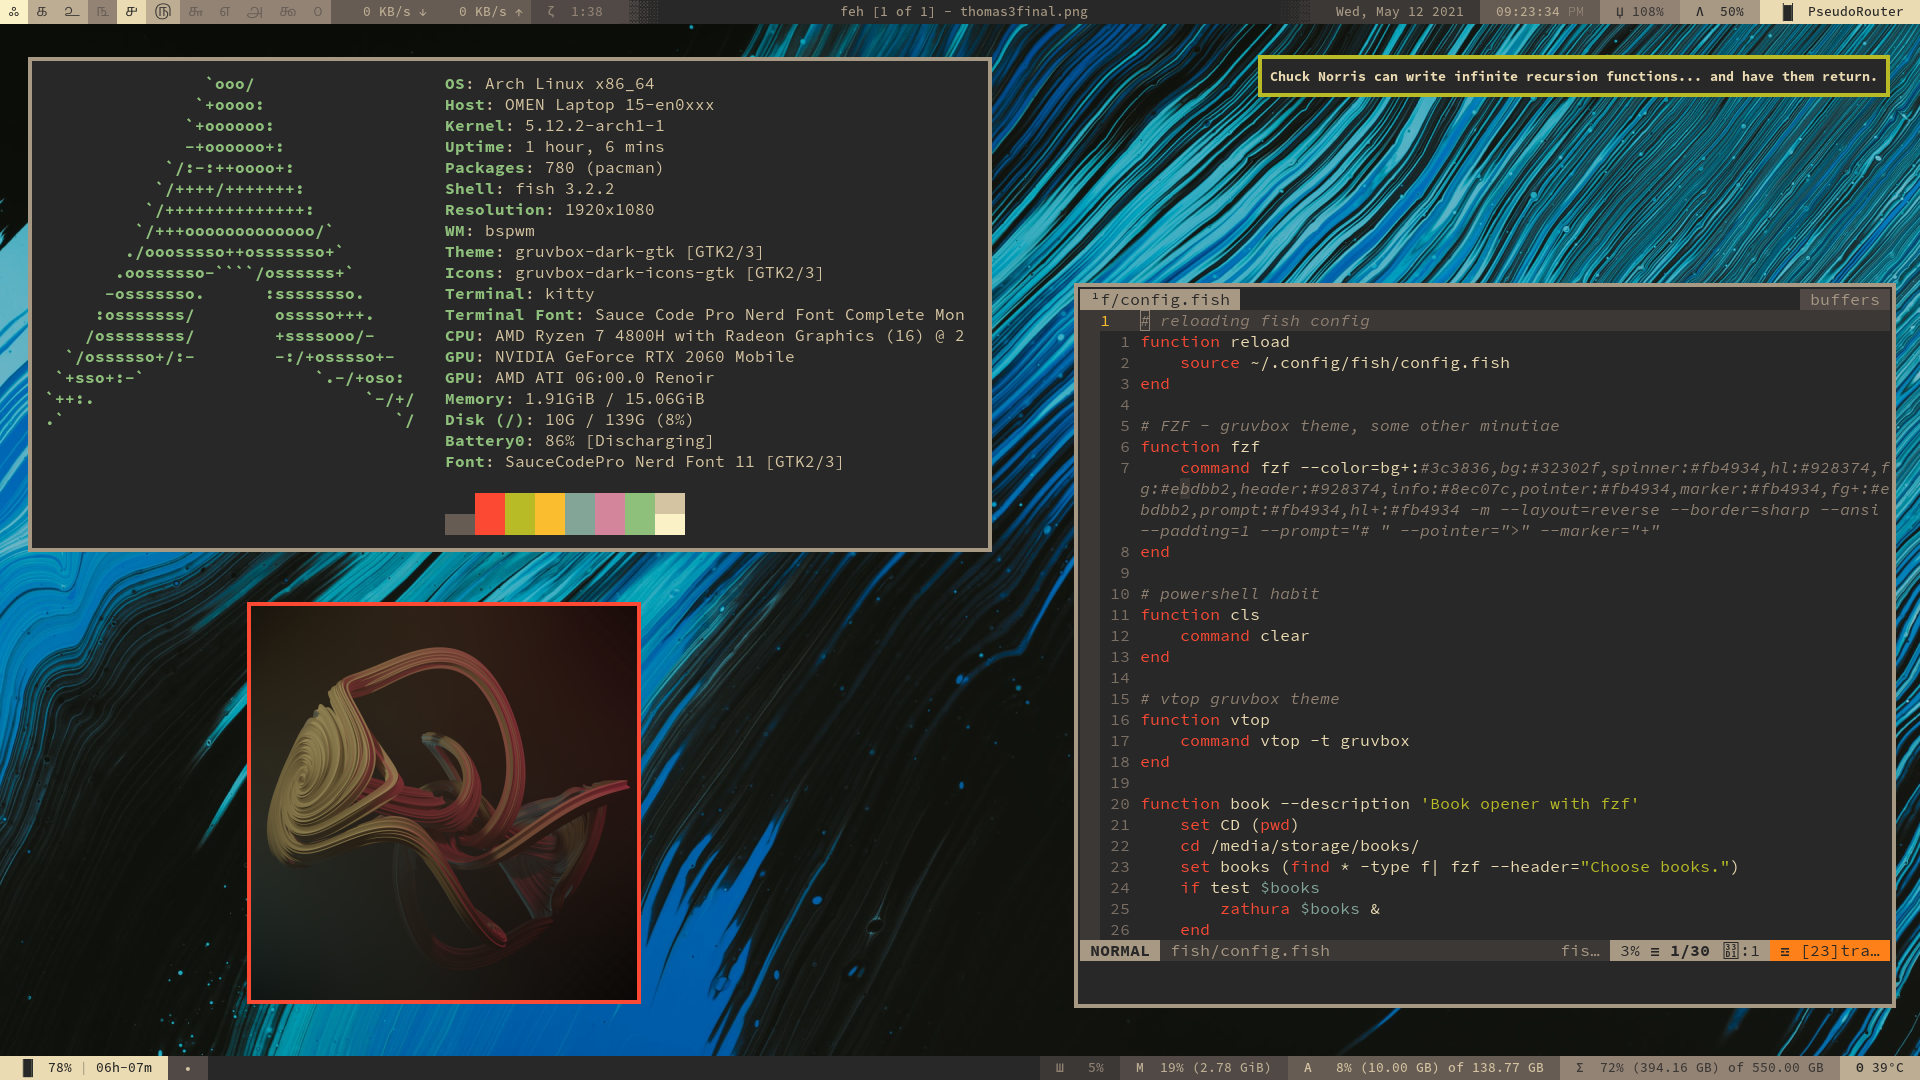 க உ ந ச ரு சு எ அ கூ ௦ 0 KB/s ↓ 0 KB/s ↑ ζ 1:38 feh [1 of 1] - thomas3final.png Wed, May 12 2021 09:23:34 PM 108% Λ 50% PseudoRouter
Chuck Norris can write infinite recursion functions... and have them return.
`ooo/ OS: Arch Linux x86_64
`+oooo: Host: OMEN Laptop 15-en0xxx
`+oooooo: Kernel: 5.12.2-arch1-1
-+oooooo+: Uptime: 1 hour, 6 mins
`/:-:++oooo+: Packages: 780 (pacman)
`/++++/+++++++: Shell: fish 3.2.2
`/++++++++++++++: Resolution: 1920x1080
`/+++ooooooooooooo/` WM: bspwm
./ooosssso++osssssso+` Theme: gruvbox-dark-gtk [GTK2/3]
.oossssso-````/ossssss+` Icons: gruvbox-dark-icons-gtk [GTK2/3]
-osssssso. :ssssssso. Terminal: kitty
:osssssss/ osssso+++. Terminal Font: Sauce Code Pro Nerd Font Complete Mon
/ossssssss/ +ssssooo/- CPU: AMD Ryzen 7 4800H with Radeon Graphics (16) @ 2
`/ossssso+/:- -:/+osssso+- GPU: NVIDIA GeForce RTX 2060 Mobile
`+sso+:-` `.-/+oso: GPU: AMD ATI 06:00.0 Renoir
`++:. `-/+/ Memory: 1.91GiB / 15.06GiB
.` `/ Disk (/): 10G / 139G (8%)
Battery0: 86% [Discharging]
Font: SauceCodePro Nerd Font 11 [GTK2/3]
¹f/config.fish buffers
1 # reloading fish config
1 function reload
2 source ~/.config/fish/config.fish
3 end
4
5 # FZF - gruvbox theme, some other minutiae
6 function fzf
7 command fzf --color=bg+:#3c3836,bg:#32302f,spinner:#fb4934,hl:#928374,f
g:#ebdbb2,header:#928374,info:#8ec07c,pointer:#fb4934,marker:#fb4934,fg+:#e
bdbb2,prompt:#fb4934,hl+:#fb4934 -m --layout=reverse --border=sharp --ansi
--padding=1 --prompt="# " --pointer=">" --marker="+"
8 end
9
10 # powershell habit
11 function cls
12 command clear
13 end
14
15 # vtop gruvbox theme
16 function vtop
17 command vtop -t gruvbox
18 end
19
20 function book --description 'Book opener with fzf'
21 set CD (pwd)
22 cd /media/storage/books/
23 set books (find * -type f| fzf --header="Choose books.")
24 if test $books
25 zathura $books &
26 end
NORMAL fish/config.fish fis… 3% ≡ 1/30 :1 [23]tra…
78% | 06h-07m • Ш 5% M 19% (2.78 GiB) A 8% (10.00 GB) of 138.77 GB Σ 72% (394.16 GB) of 550.00 GB 0 39°C